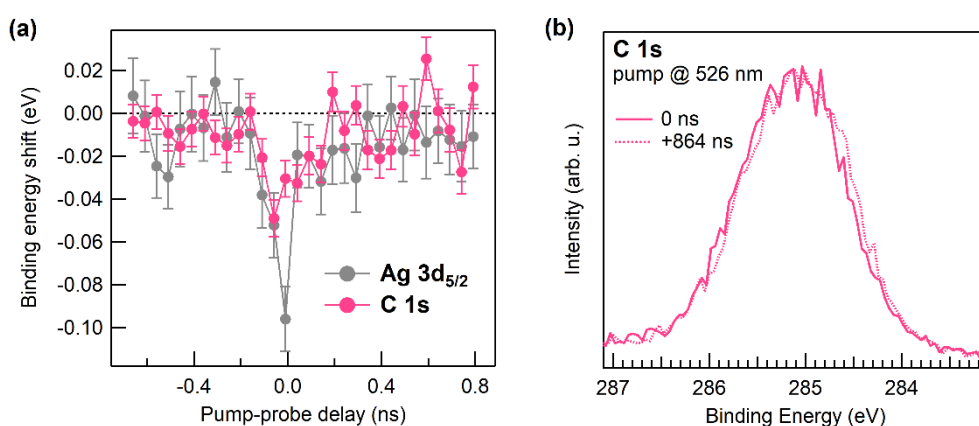 (a)
0.02
0.00
-0.02
-0.04
-0.06
-0.08
-0.10
Binding energy shift (eV)
Ag 3d5/2
C 1s
-0.4
0.0
0.4
0.8
Pump-probe delay (ns)
(b)
C 1s
pump @ 526 nm
0 ns
+864 ns
Intensity (arb. u.)
287
286
285
284
Binding Energy (eV)